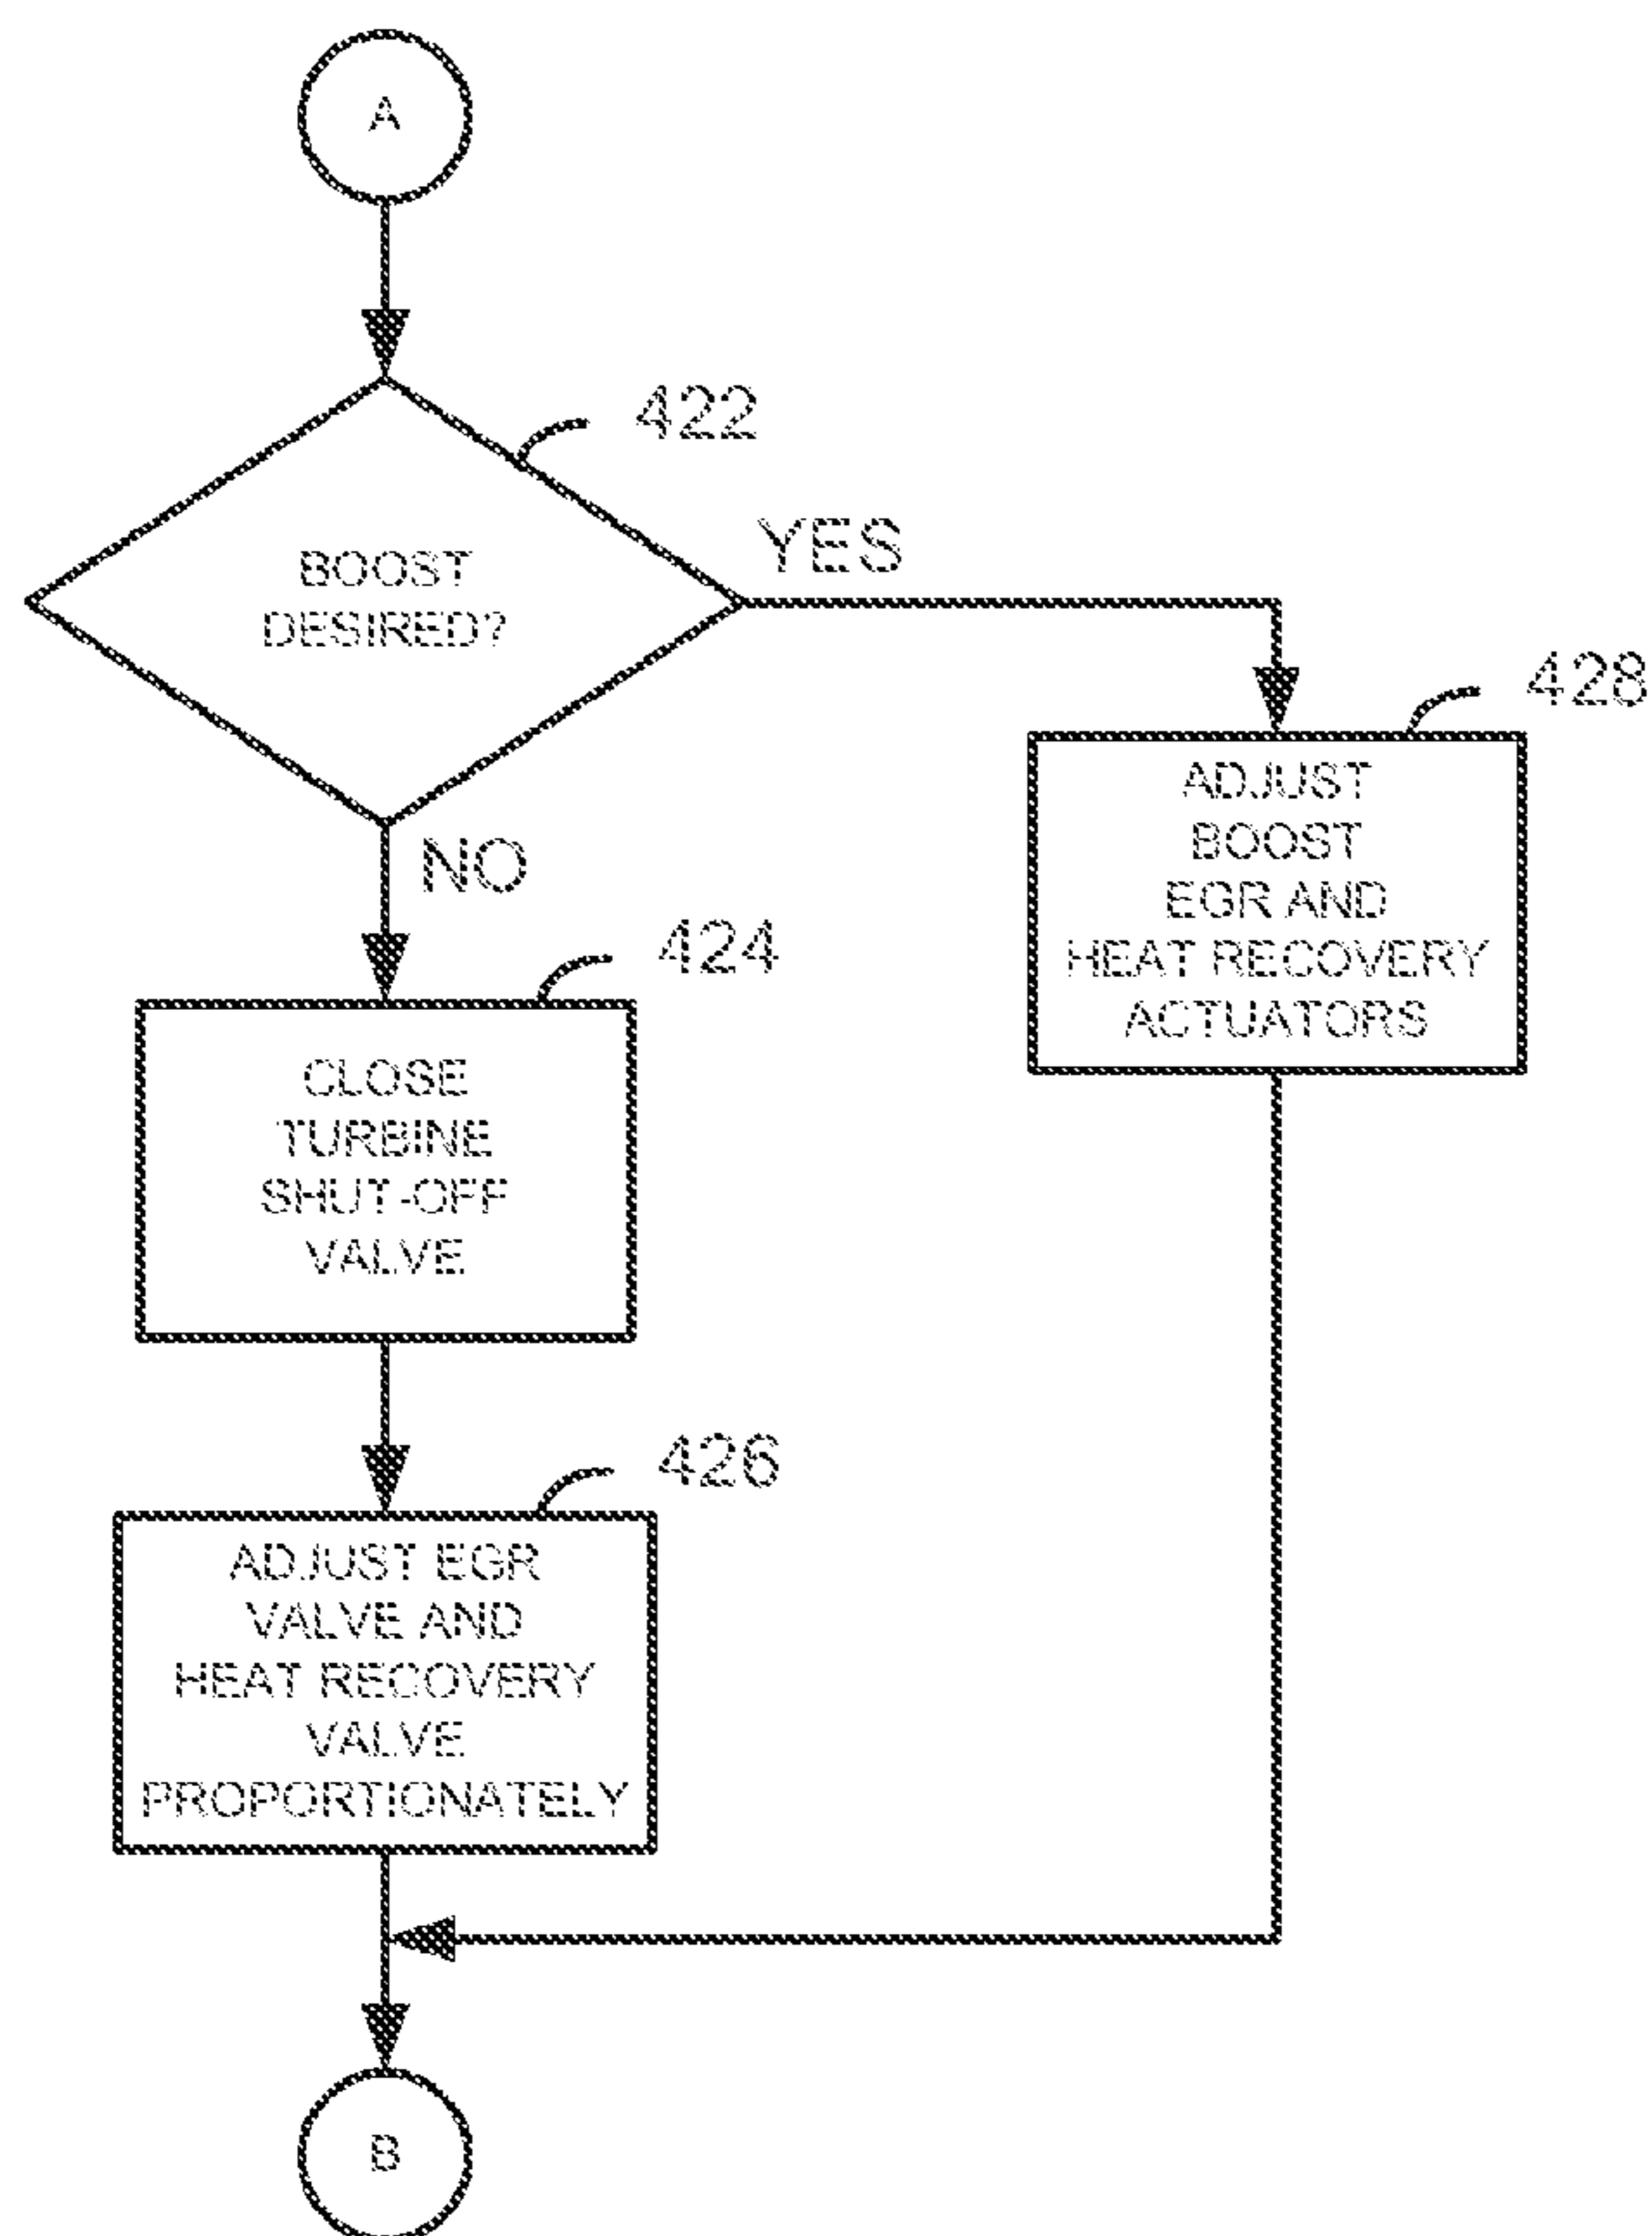 A
422
BOOST
DESIRED?
YES
NO
428
ADJUST
BOOST
EGR AND
HEAT RECOVERY
ACTUATORS
424
CLOSE
TURBINE
SHUT-OFF
VALVE
426
ADJUST EGR
VALVE AND
HEAT RECOVERY
VALVE
PROPORTIONATELY
B